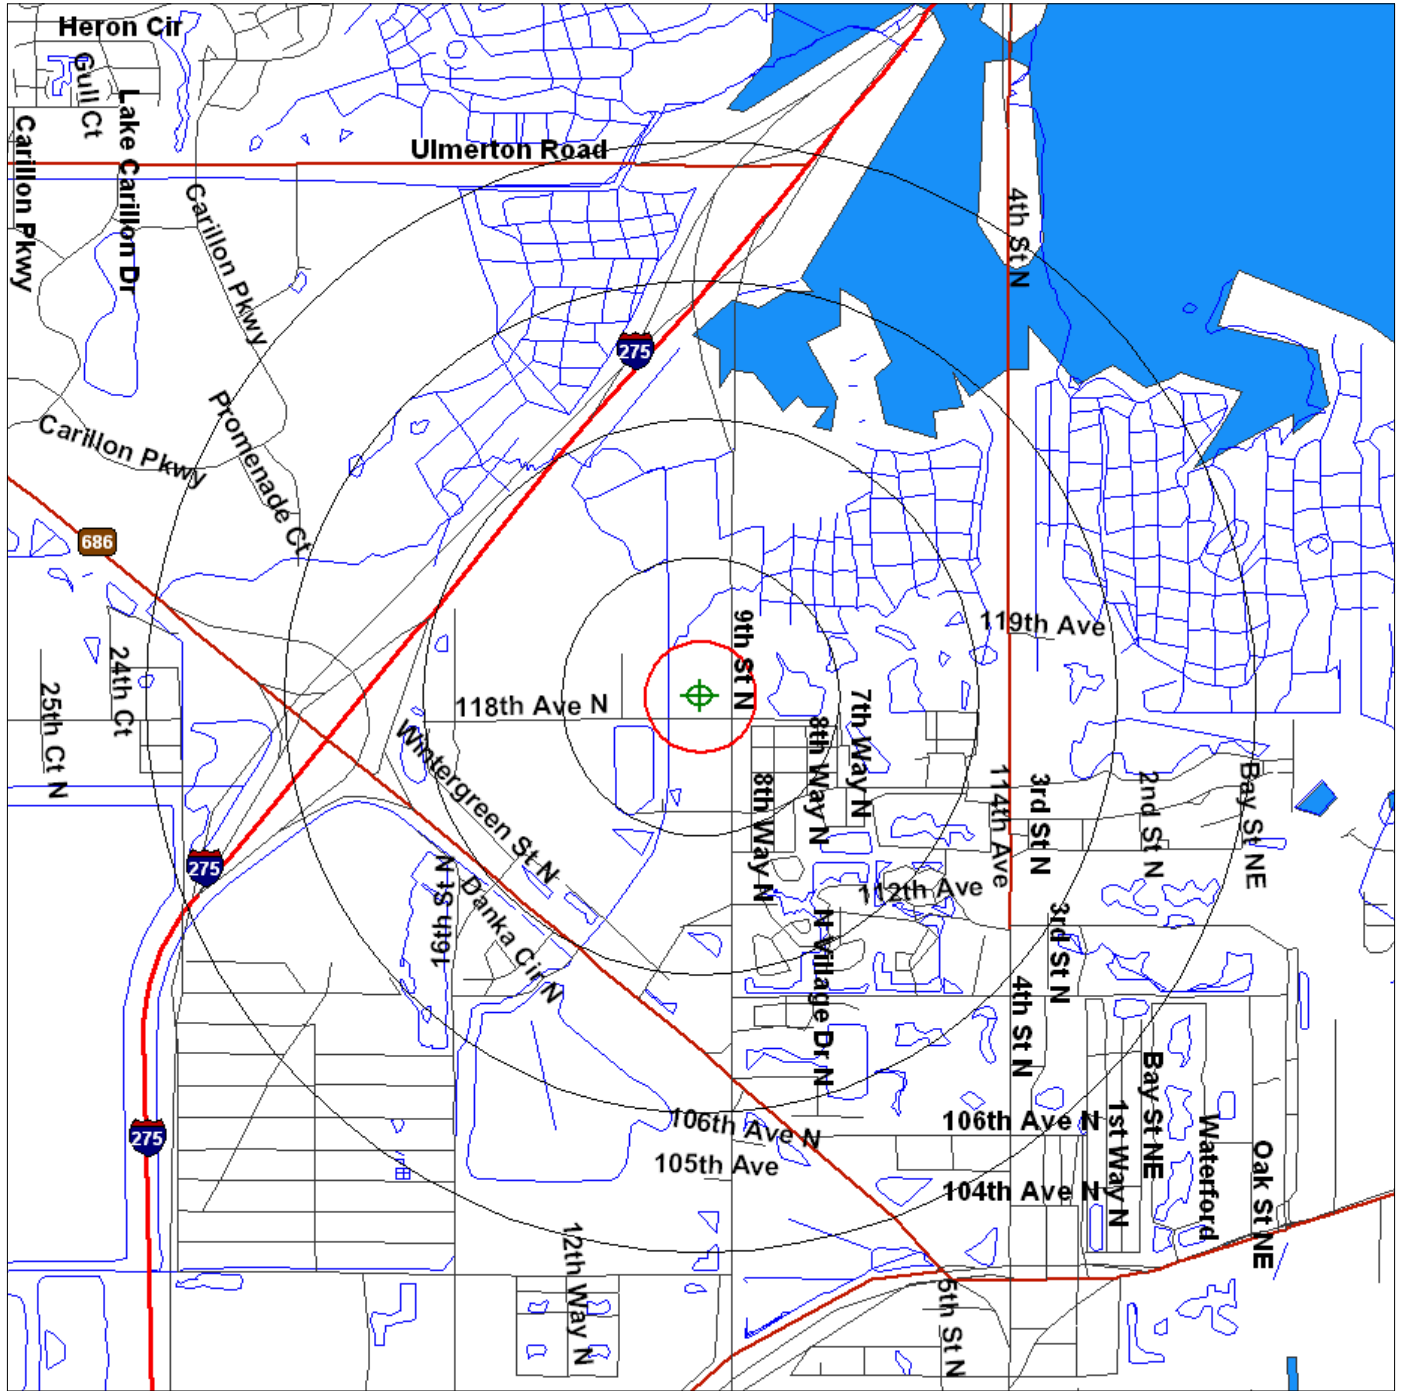 Heron Cir
Gull Ct
Lake Carillon Dr
Carillon Pkwy
Ulmerton Road
Carillon Pkwy
4th St N
275
Promenade Ct
Carillon Pkwy
686
9th St N
119th Ave
24th Ct
25th Ct N
118th Ave N
Wintergreen St N
7th Way N
8th Way N
8th Way N
114th Ave
3rd St N
2nd St N
Bay St NE
275
16th St N
Danka Cir N
112th Ave
N Village Dr N
3rd St N
4th St N
Bay St NE
275
106th Ave N
106th Ave N
1st Way N
Waterford
Oak St NE
105th Ave
104th Ave N
12th Way N
5th St N